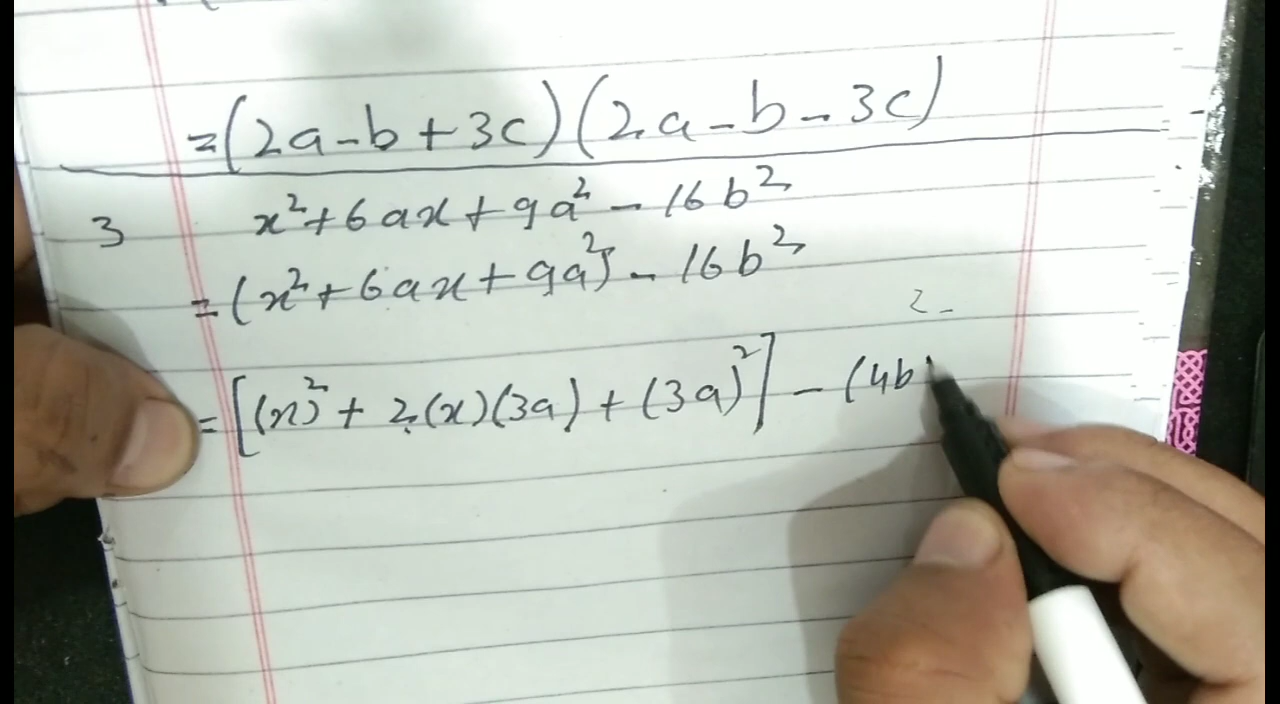 =(2a-b+3c)(2a-b-3c)
3 x²+6ax+9a²-16b²
=(x²+6ax+9a²)-16b²
2-
=[(x)²+2(x)(3a)+(3a)²]-(4b)